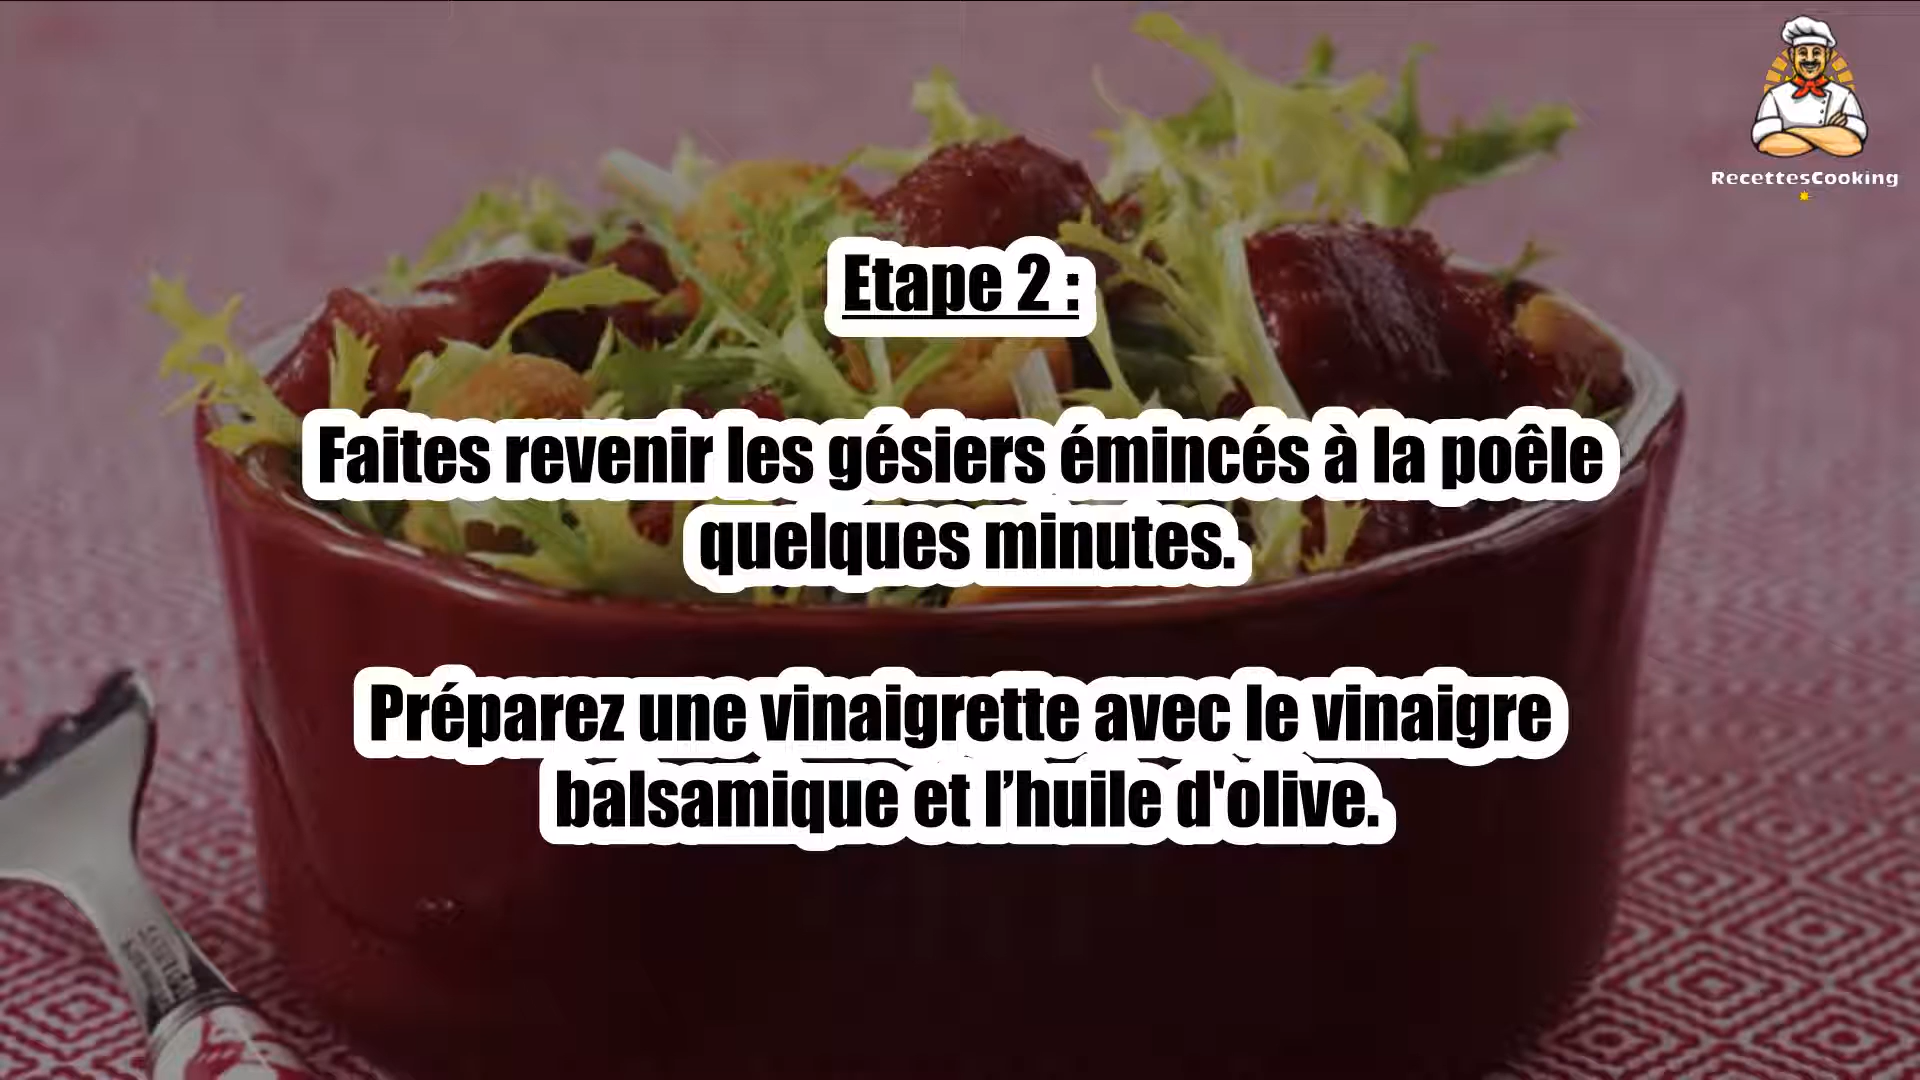 RecettesCooking
Etape 2 :
Faites revenir les gésiers émincés à la poêle
quelques minutes.
Préparez une vinaigrette avec le vinaigre
balsamique et l’huile d'olive.